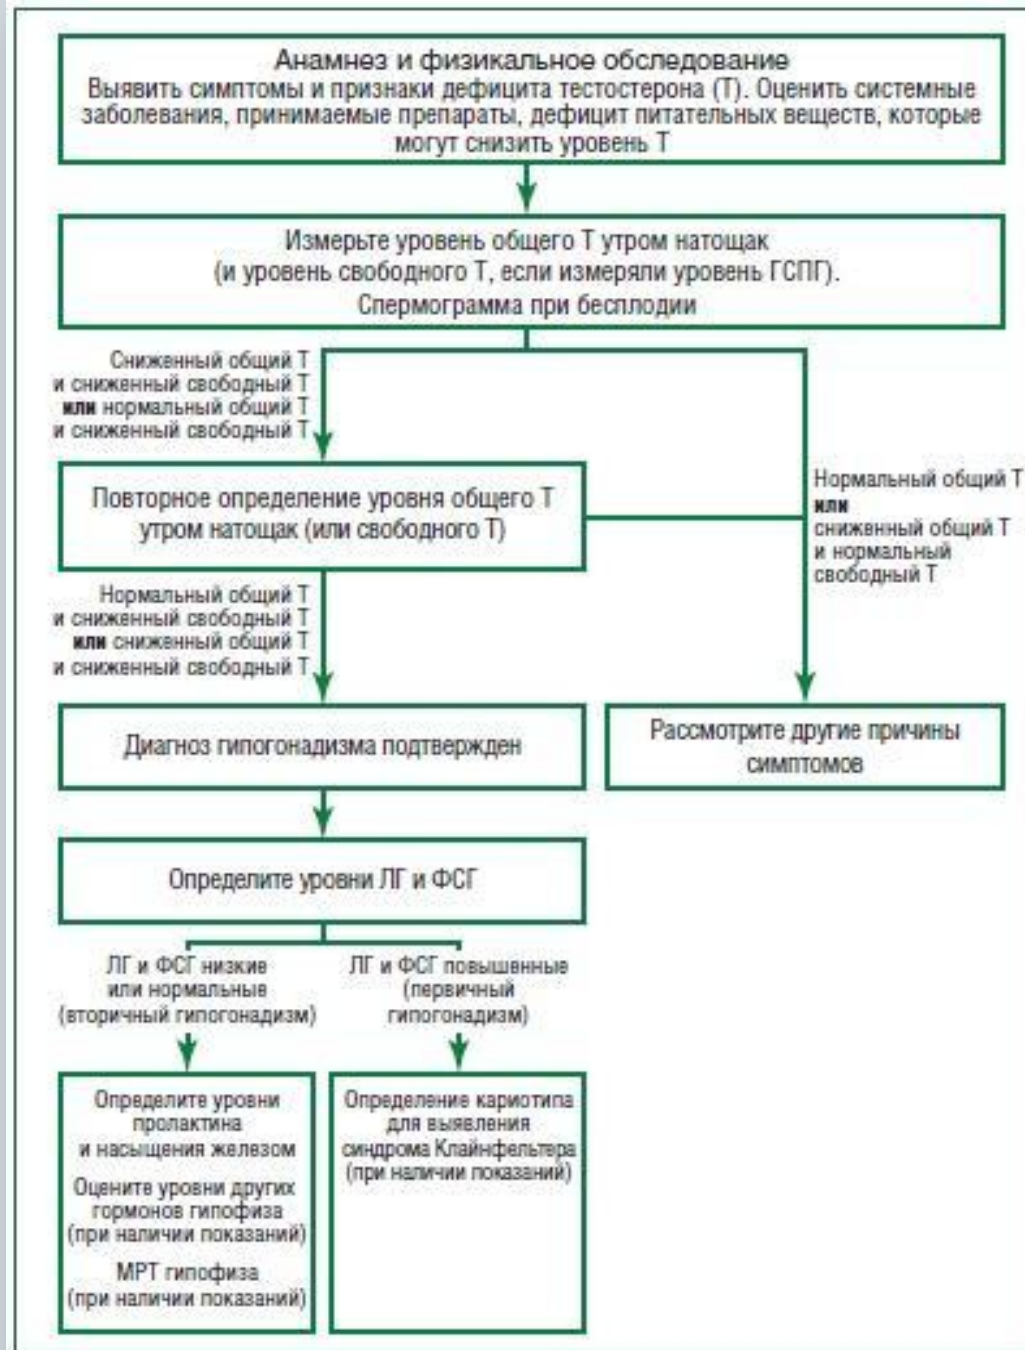 Анамнез и физикальное обследование
Выявить симптомы и признаки дефицита тестостерона (Т). Оценить системные
заболевания, принимаемые препараты, дефицит питательных веществ, которые
могут снизить уровень Т
Измерьте уровень общего Т утром натощак
(и уровень свободного Т, если измеряли уровень ГСПГ).
Спермограмма при бесплодии
Сниженный общий Т
и сниженный свободный Т
или нормальный общий Т
и сниженный свободный Т
Нормальный общий Т
или
сниженный общий Т
и нормальный
свободный Т
Повторное определение уровня общего Т
утром натощак (или свободного Т)
Нормальный общий Т
и сниженный свободный Т
или сниженный общий Т
и сниженный свободный Т
Диагноз гипогонадизма подтвержден
Рассмотрите другие причины
симптомов
Определите уровни ЛГ и ФСГ
ЛГ и ФСГ низкие
или нормальные
(вторичный гипогонадизм)
ЛГ и ФСГ повышенные
(первичный
гипогонадизм)
Определите уровни
пролактина
и насыщения железом
Оцените уровни других
гормонов гипофиза
(при наличии показаний)
МРТ гипофиза
(при наличии показаний)
Определение кариотипа
для выявления
синдрома Клайнфельтера
(при наличии показаний)